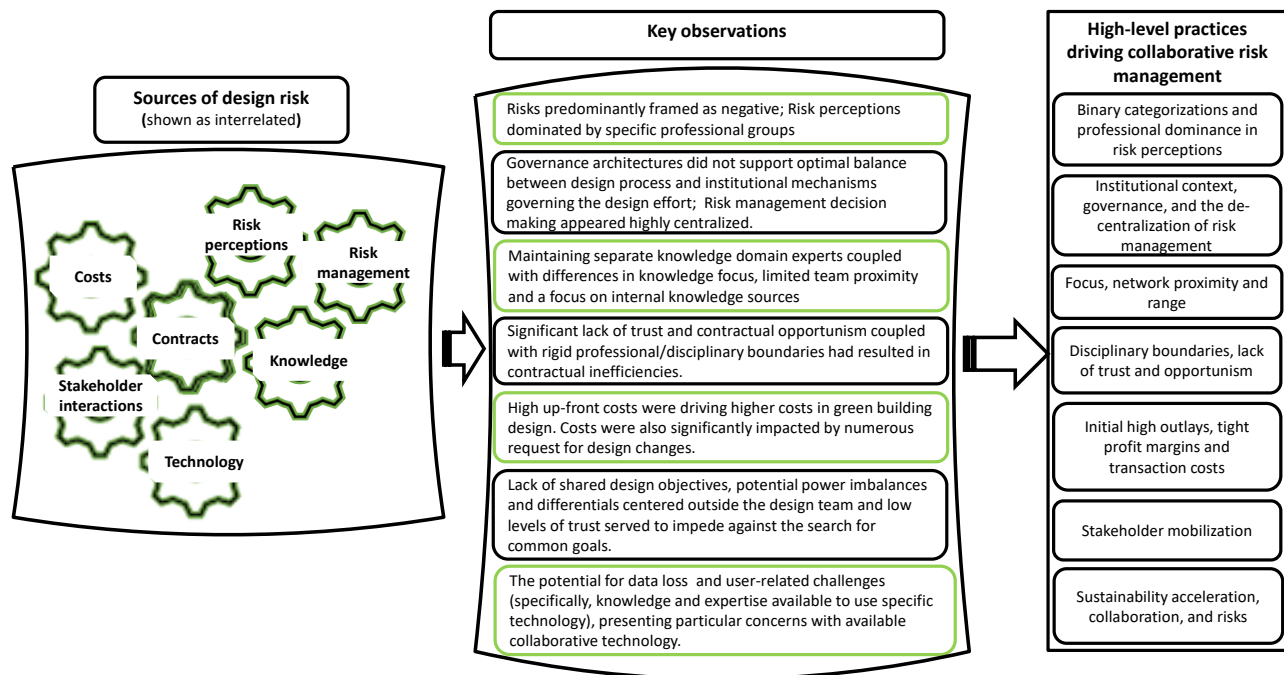 Sources of design risk
(shown as interrelated)
Risk
perceptions
Risk
management
Costs
Contracts
Knowledge
Stakeholder
interactions
Technology
Key observations
Risks predominantly framed as negative; Risk perceptions
dominated by specific professional groups
Governance architectures did not support optimal balance
between design process and institutional mechanisms
governing the design effort; Risk management decision
making appeared highly centralized.
Maintaining separate knowledge domain experts coupled
with differences in knowledge focus, limited team proximity
and a focus on internal knowledge sources
Significant lack of trust and contractual opportunism coupled
with rigid professional/disciplinary boundaries had resulted in
contractual inefficiencies.
High up-front costs were driving higher costs in green building
design. Costs were also significantly impacted by numerous
request for design changes.
Lack of shared design objectives, potential power imbalances
and differentials centered outside the design team and low
levels of trust served to impede against the search for
common goals.
The potential for data loss and user-related challenges
(specifically, knowledge and expertise available to use specific
technology), presenting particular concerns with available
collaborative technology.
High-level practices
driving collaborative risk
management
Binary categorizations and
professional dominance in
risk perceptions
Institutional context,
governance, and the de-
centralization of risk
management
Focus, network proximity and
range
Disciplinary boundaries, lack
of trust and opportunism
Initial high outlays, tight
profit margins and
transaction costs
Stakeholder mobilization
Sustainability acceleration,
collaboration, and risks